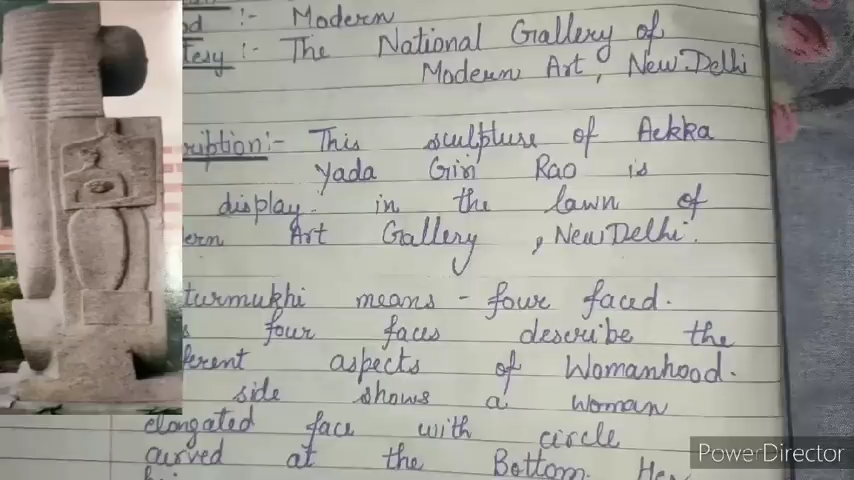 :- Modern
:- The National Gallery of
Modern Art, New Delhi
:- This sculpture of Aekka
Yada Giri Rao is
display in the lawn of
Art Gallery, New Delhi.
means - four faced.
four faces describe the
aspects of Womanhood.
side shows a woman
elongated face with circle
curved at the Bottom. Her
PowerDirector